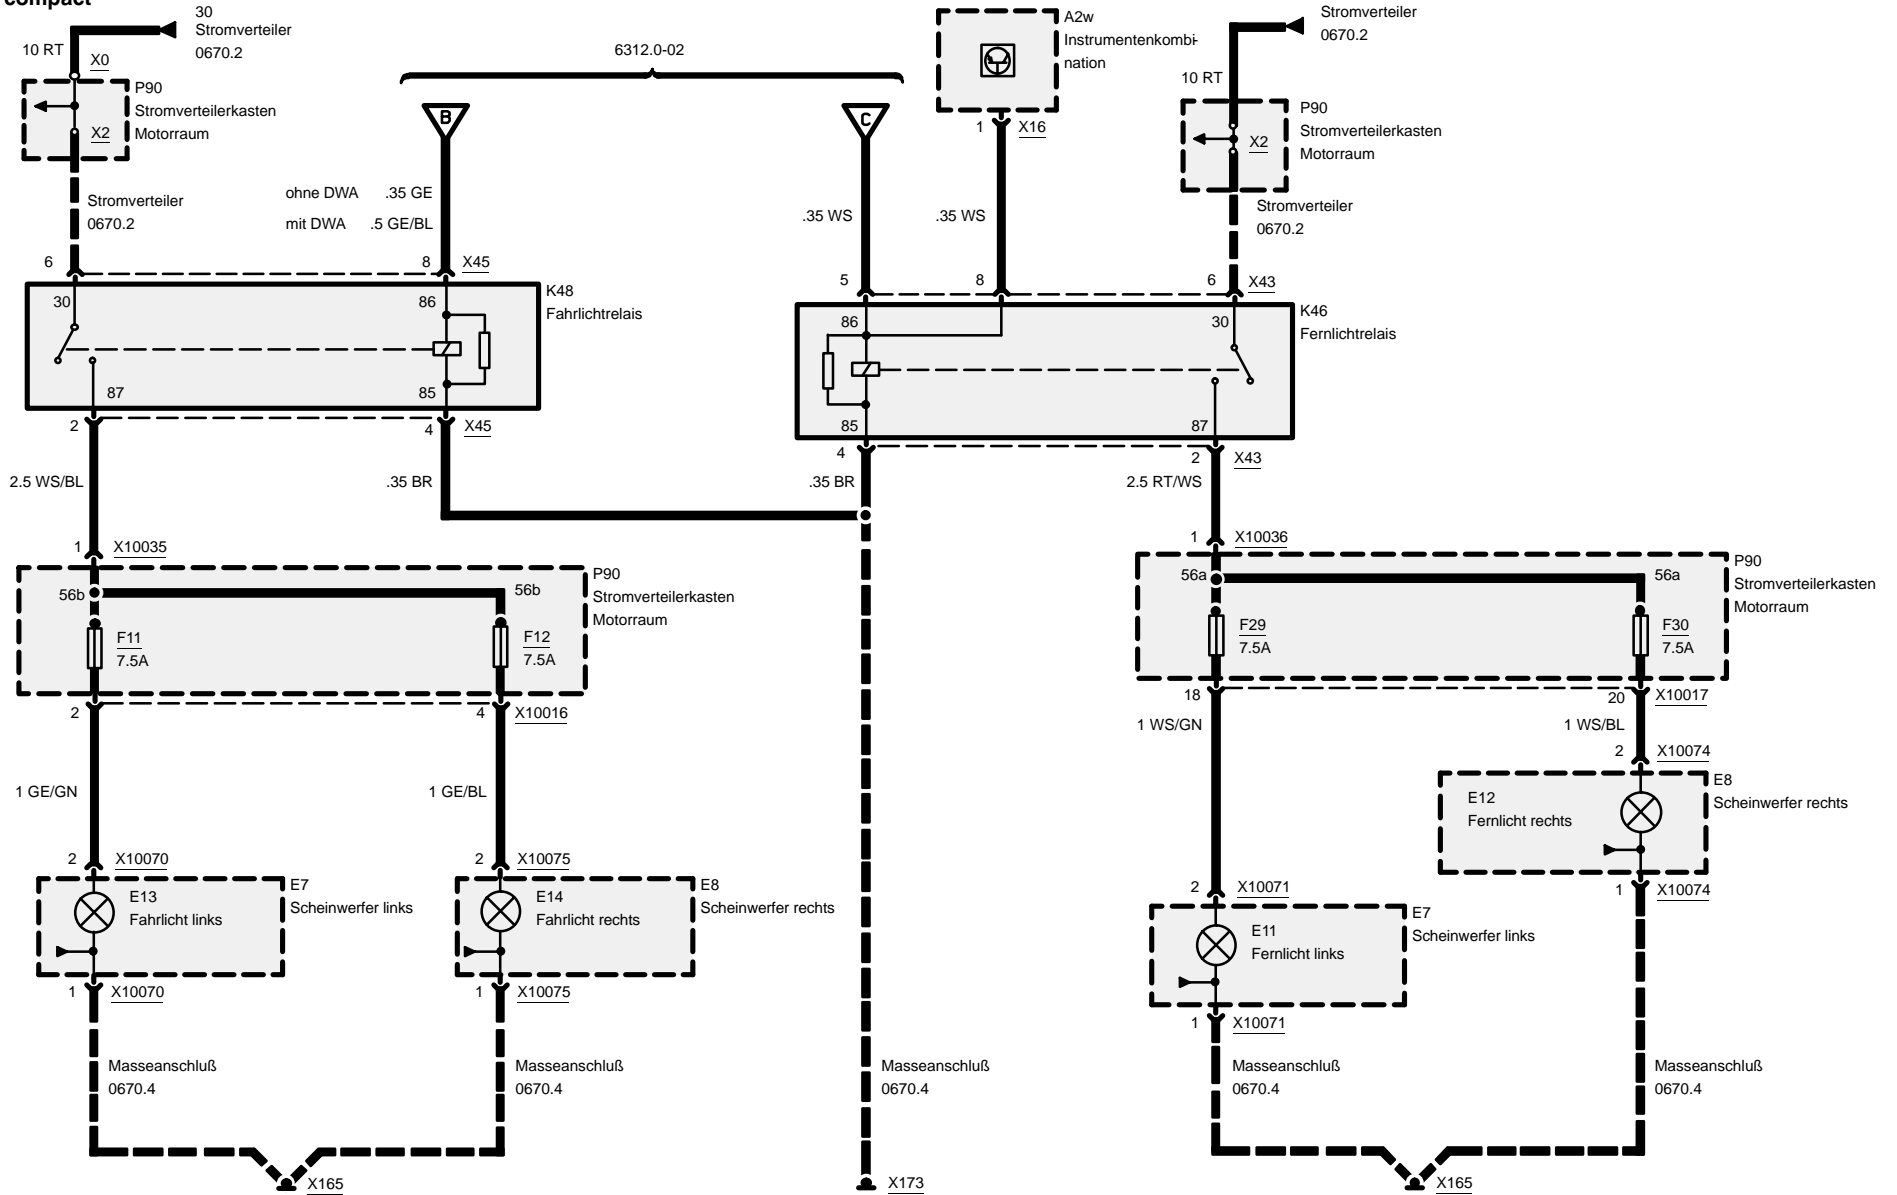 compact
30
Stromverteiler
0670.2
10 RT
X0
P90
Stromverteilerkasten
Motorraum
X2
Stromverteiler
0670.2
6312.0-02
B
C
ohne DWA .35 GE
mit DWA .5 GE/BL
.35 WS
.35 WS
A2w
Instrumentenkombi-
nation
1
X16
Stromverteiler
0670.2
10 RT
P90
Stromverteilerkasten
Motorraum
X2
Stromverteiler
0670.2
6
8
X45
30
86
K48
Fahrlichtrelais
87
85
2
4
X45
5
8
6
X43
86
30
K46
Fernlichtrelais
85
87
4
2
X43
2.5 WS/BL
.35 BR
.35 BR
2.5 RT/WS
1
X10035
56b
56b
P90
Stromverteilerkasten
Motorraum
F11
7.5A
F12
7.5A
2
4
X10016
1
X10036
56a
56a
P90
Stromverteilerkasten
Motorraum
F29
7.5A
F30
7.5A
18
20
X10017
1 WS/GN
1 WS/BL
2
X10074
E8
Scheinwerfer rechts
E12
Fernlicht rechts
1
X10074
1 GE/GN
1 GE/BL
2
X10070
E7
Scheinwerfer links
E13
Fahrlicht links
1
X10070
2
X10075
E8
Scheinwerfer rechts
E14
Fahrlicht rechts
1
X10075
2
X10071
E7
Scheinwerfer links
E11
Fernlicht links
1
X10071
Masseanschluß
0670.4
Masseanschluß
0670.4
Masseanschluß
0670.4
Masseanschluß
0670.4
Masseanschluß
0670.4
X165
X173
X165